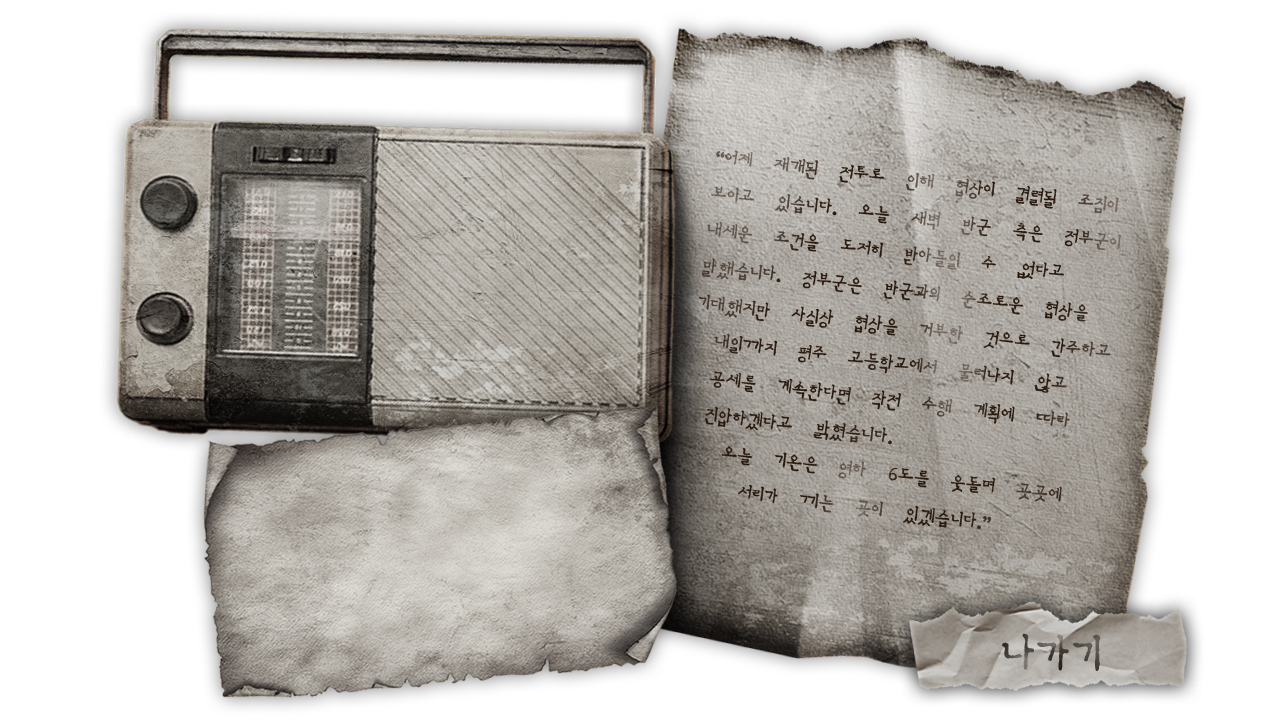 “어제 재개된 전투로 인해 협상이 결렬될 조짐이
보이고 있습니다. 오늘 새벽 반군 측은 정부군이
내세운 조건을 도저히 받아들일 수 없다고
말했습니다. 정부군은 반군과의 순조로운 협상을
기대했지만 사실상 협상을 거부한 것으로 간주하고
내일까지 평주 고등학교에서 물러나지 않고
공세를 계속한다면 작전 수행 계획에 따라
진압하겠다고 밝혔습니다.
오늘 기온은 영하 6도를 웃돌며 곳곳에
서리가 끼는 곳이 있겠습니다.”
나가기